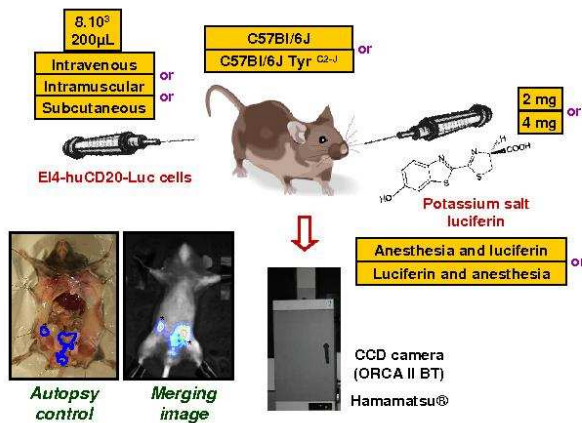 8.10³
200µL
Intravenous
or
Intramuscular
or
Subcutaneous
C57Bl/6J
or
C57Bl/6J Tyr C2-J
2 mg
or
4 mg
El4-huCD20-Luc cells
H
COOH
N
N
S
S
HO
Potassium salt
luciferin
Anesthesia and luciferin
or
Luciferin and anesthesia
CCD camera
(ORCA II BT)
Hamamatsu®
Autopsy
control
Merging
image